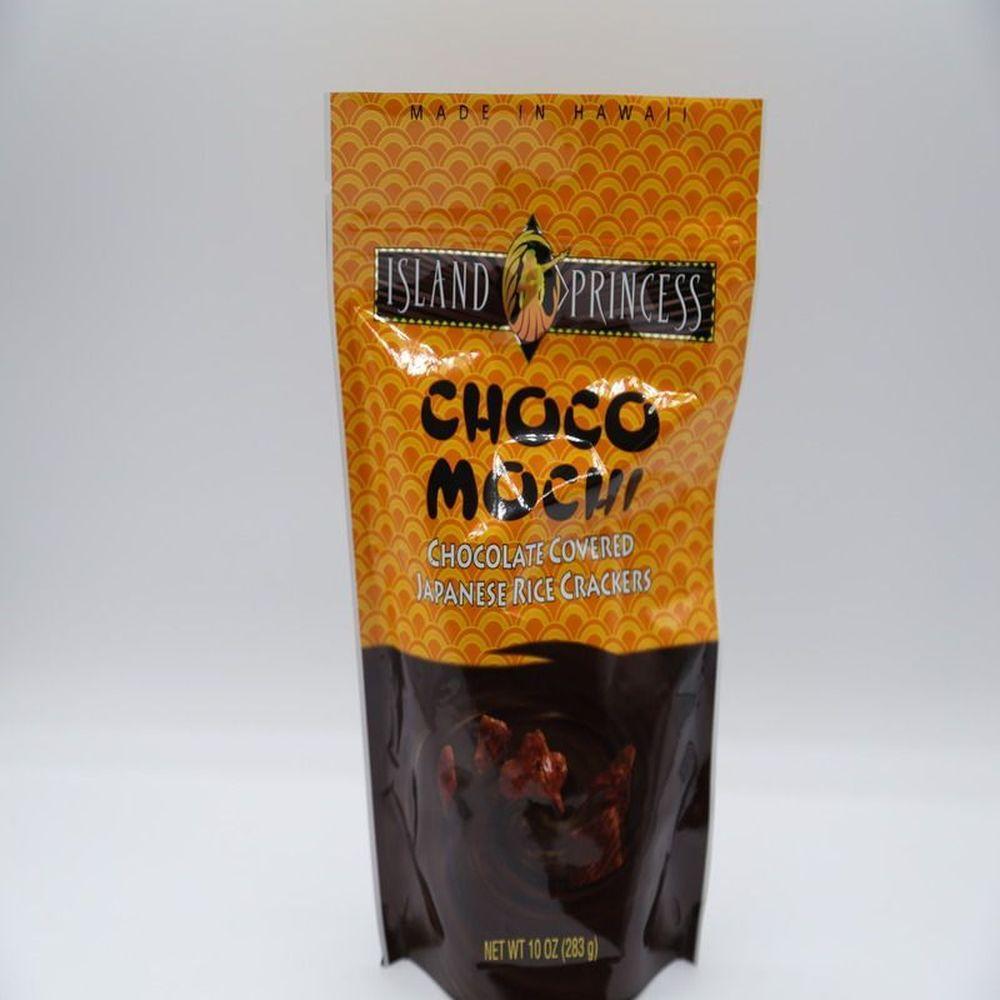 MADE IN HAWAII
ISLAND PRINCESS
CHOCO
MOCHI
CHOCOLATE COVERED
JAPANESE RICE CRACKERS
NET WT 10 OZ (283 g)